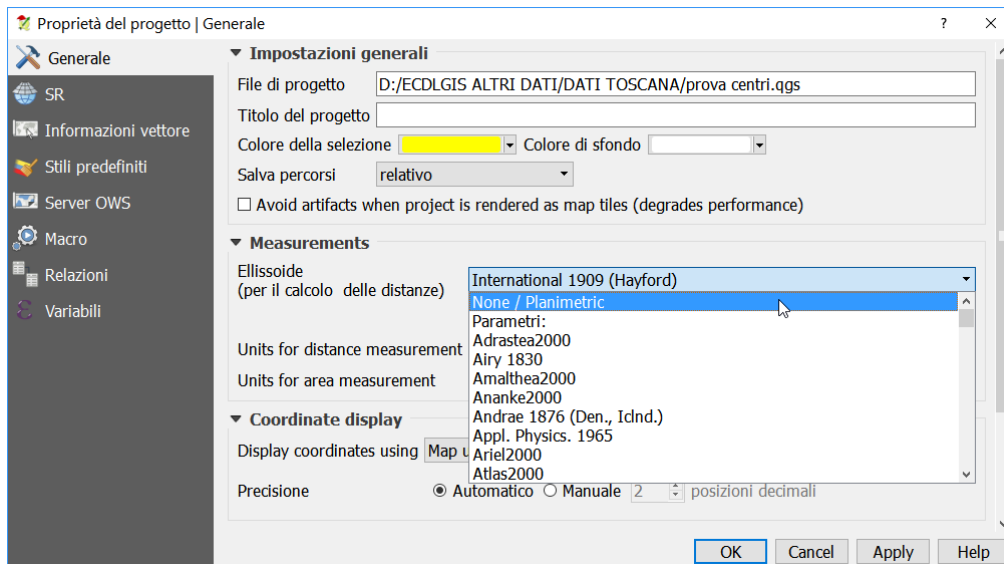 Proprietà del progetto | Generale
?
Generale
SR
Informazioni vettore
Stili predefiniti
Server OWS
Macro
Relazioni
Variabili
Impostazioni generali
File di progetto D:/ECDLGIS ALTRI DATI/DATI TOSCANA/prova centri.qgs
Titolo del progetto
Colore della selezione Colore di sfondo
Salva percorsi relativo
Avoid artifacts when project is rendered as map tiles (degrades performance)
Measurements
Ellissoide
(per il calcolo delle distanze)
International 1909 (Hayford)
None / Planimetric
Parametri:
Adrastea2000
Airy 1830
Amalthea2000
Ananke2000
Andrae 1876 (Den., Iclnd.)
Appl. Physics. 1965
Ariel2000
Atlas2000
Units for distance measurement
Units for area measurement
Coordinate display
Display coordinates using Map
Precisione Automatico Manuale 2 posizioni decimali
OK Cancel Apply Help